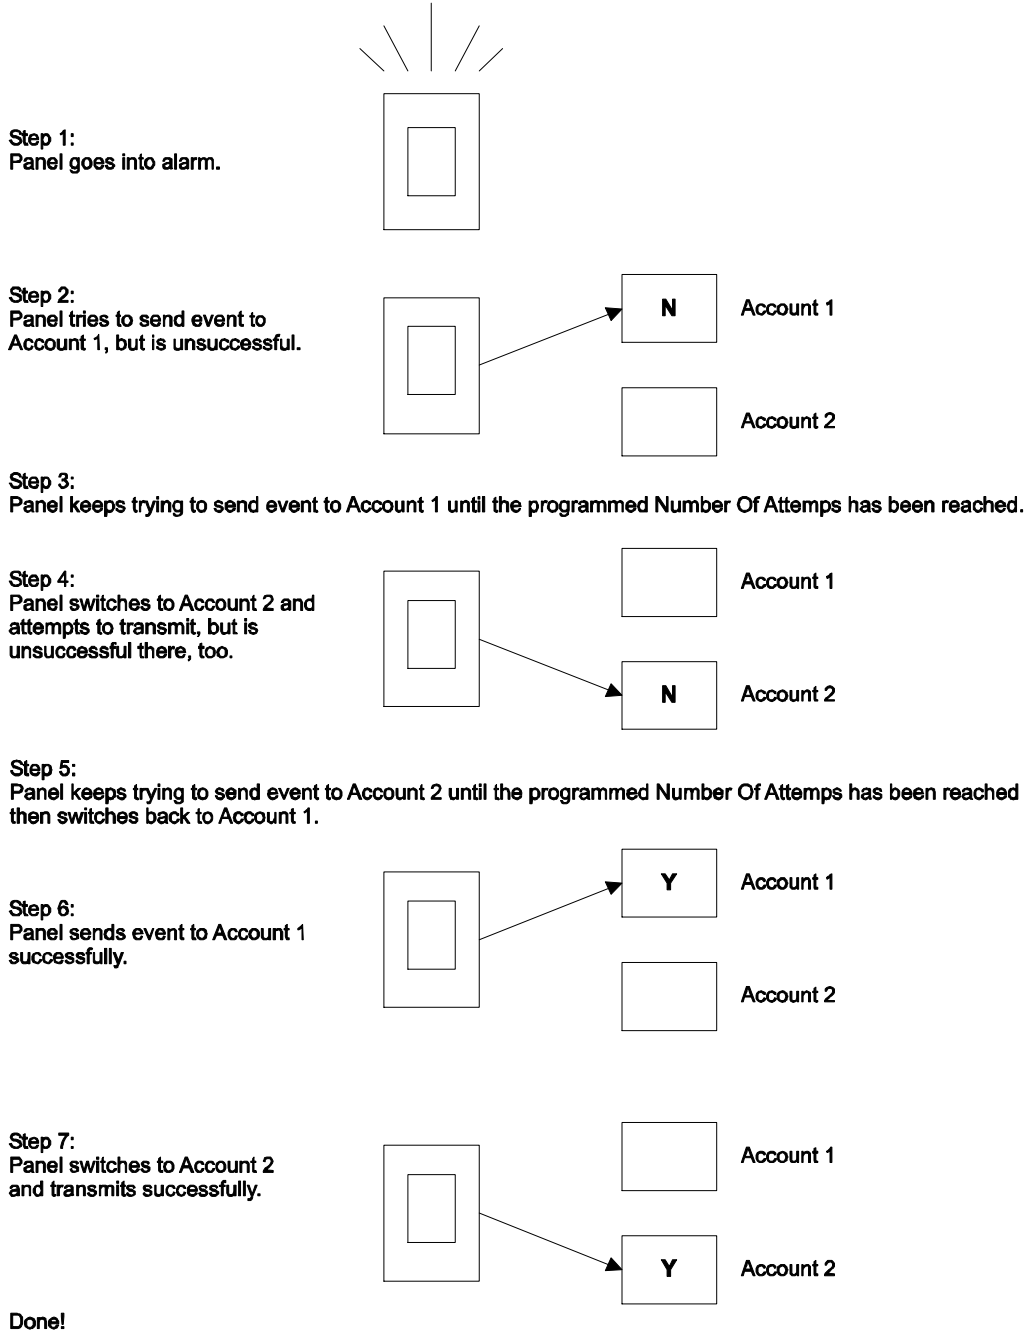 Step 1:
Panel goes into alarm.
Step 2:
Panel tries to send event to
Account 1, but is unsuccessful.
N
Account 1
Account 2
Step 3:
Panel keeps trying to send event to Account 1 until the programmed Number Of Attemps has been reached.
Step 4:
Panel switches to Account 2 and
attempts to transmit, but is
unsuccessful there, too.
Account 1
N
Account 2
Step 5:
Panel keeps trying to send event to Account 2 until the programmed Number Of Attemps has been reached
then switches back to Account 1.
Step 6:
Panel sends event to Account 1
successfully.
Y
Account 1
Account 2
Step 7:
Panel switches to Account 2
and transmits successfully.
Account 1
Y
Account 2
Done!